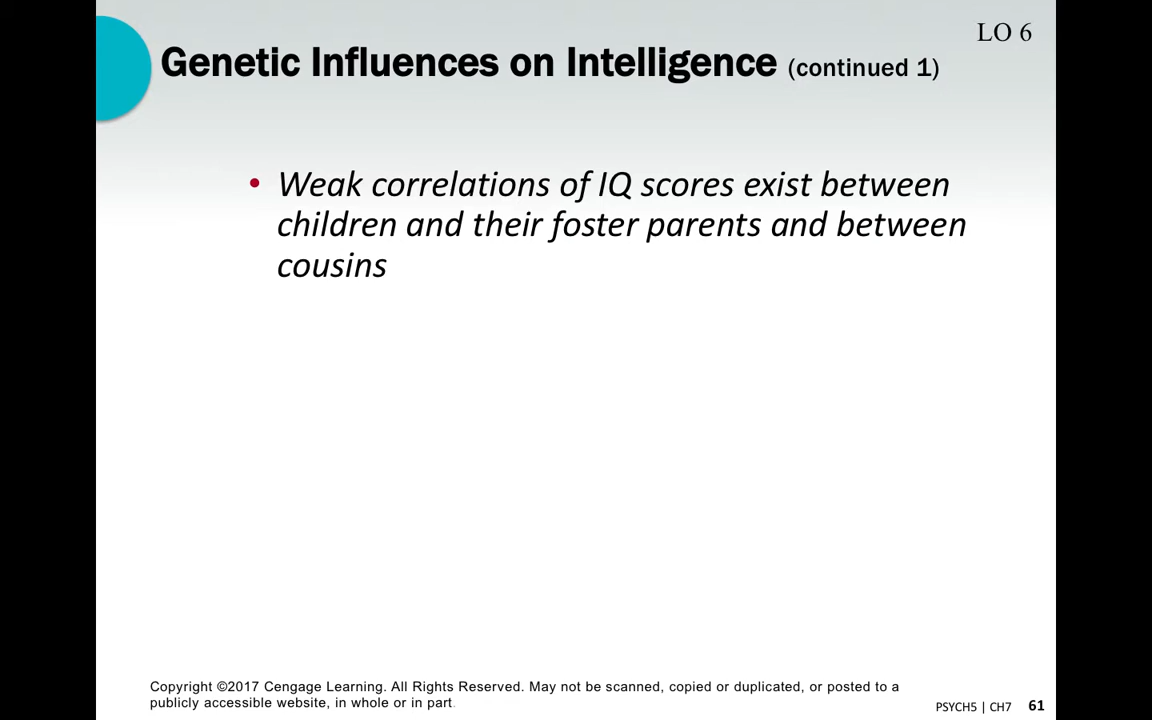 LO 6
Genetic Influences on Intelligence (continued 1)
• Weak correlations of IQ scores exist between
children and their foster parents and between
cousins
Copyright ©2017 Cengage Learning. All Rights Reserved. May not be scanned, copied or duplicated, or posted to a
publicly accessible website, in whole or in part.
PSYCH5 | CH7 61